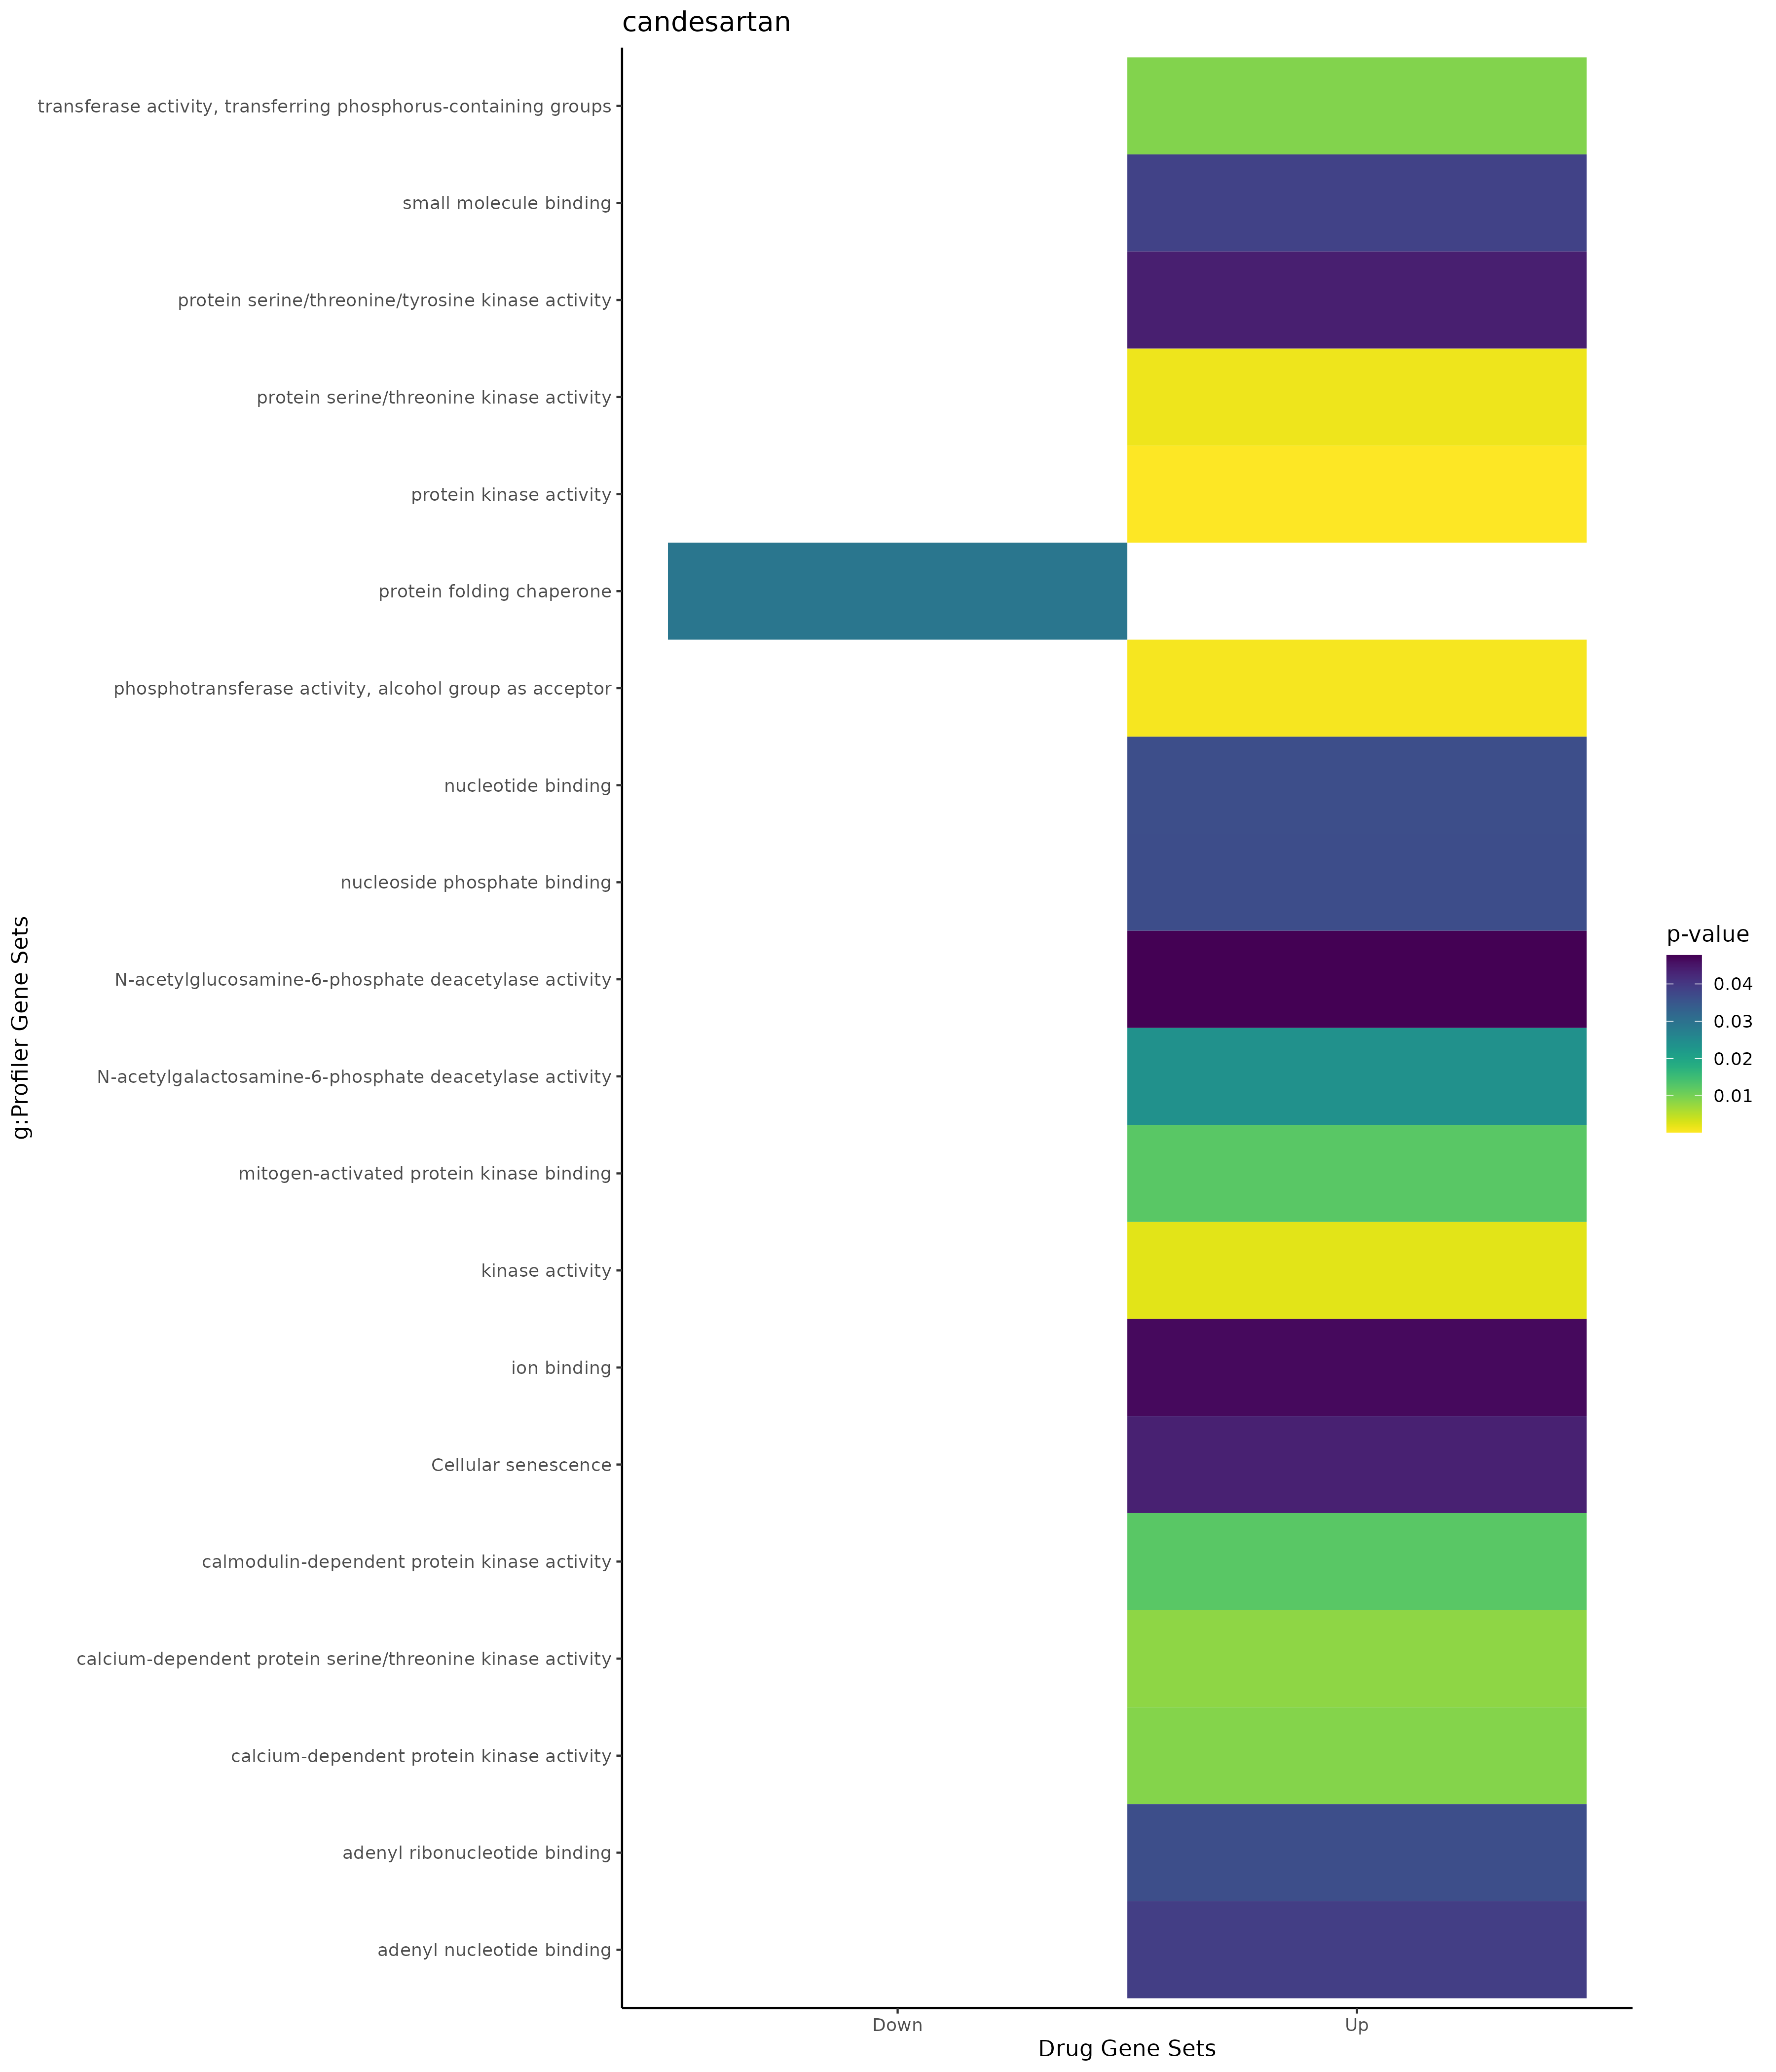 candesartan
transferase activity, transferring phosphorus-containing groups
small molecule binding
protein serine/threonine/tyrosine kinase activity
protein serine/threonine kinase activity
protein kinase activity
protein folding chaperone
phosphotransferase activity, alcohol group as acceptor
nucleotide binding
nucleoside phosphate binding
N-acetylglucosamine-6-phosphate deacetylase activity
N-acetylgalactosamine-6-phosphate deacetylase activity
mitogen-activated protein kinase binding
kinase activity
ion binding
Cellular senescence
calmodulin-dependent protein kinase activity
calcium-dependent protein serine/threonine kinase activity
calcium-dependent protein kinase activity
adenyl ribonucleotide binding
adenyl nucleotide binding
g:Profiler Gene Sets
Down
Up
Drug Gene Sets
p-value
0.04
0.03
0.02
0.01